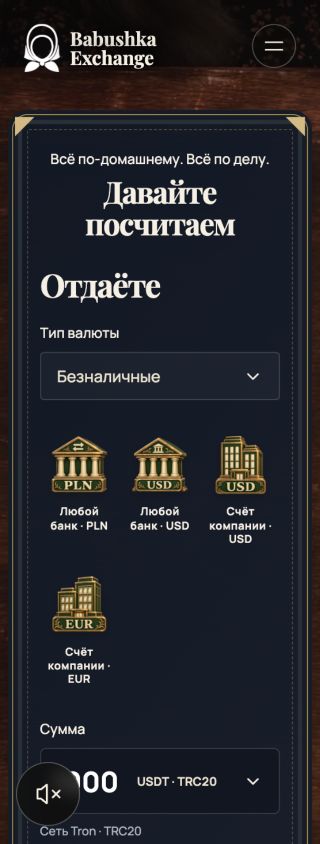 Babushka
Exchange
Всё по-домашнему. Всё по делу.
Давайте
посчитаем
Отдаёте
Тип валюты
Безналичные
PLN
USD
USD
Любой
банк · PLN
Любой
банк · USD
Счёт
компании ·
USD
EUR
Счёт
компании ·
EUR
Сумма
USDT · TRC20
Сеть Tron · TRC20